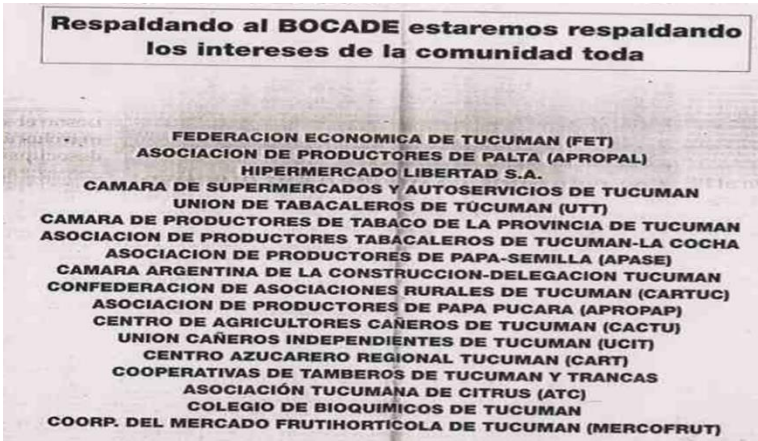 Respaldando al BOCADE estaremos respaldando
los intereses de la comunidad toda
FEDERACION ECONOMICA DE TUCUMAN (FET)
ASOCIACION DE PRODUCTORES DE PALTA (APROPAL)
HIPERMERCADO LIBERTAD S.A.
CAMARA DE SUPERMERCADOS Y AUTOSERVICIOS DE TUCUMAN
UNION DE TABACALEROS DE TUCUMAN (UTT)
CAMARA DE PRODUCTORES DE TABACO DE LA PROVINCIA DE TUCUMAN
ASOCIACION DE PRODUCTORES TABACALEROS DE TUCUMAN-LA COCHA
ASOCIACION DE PRODUCTORES DE PAPA-SEMILLA (APASE)
CAMARA ARGENTINA DE LA CONSTRUCCION-DELEGACION TUCUMAN
CONFEDERACION DE ASOCIACIONES RURALES DE TUCUMAN (CARTUC)
ASOCIACION DE PRODUCTORES DE PAPA PUCARA (APROPAP)
CENTRO DE AGRICULTORES CAÑEROS DE TUCUMAN (CACTU)
UNION CAÑEROS INDEPENDIENTES DE TUCUMAN (UCIT)
CENTRO AZUCARERO REGIONAL TUCUMAN (CART)
COOPERATIVAS DE TAMBEROS DE TUCUMAN Y TRANCAS
ASOCIACIÓN TUCUMANA DE CITRUS (ATC)
COLEGIO DE BIOQUIMICOS DE TUCUMAN
COORP. DEL MERCADO FRUTIHORTICOLA DE TUCUMAN (MERCOFRUT)